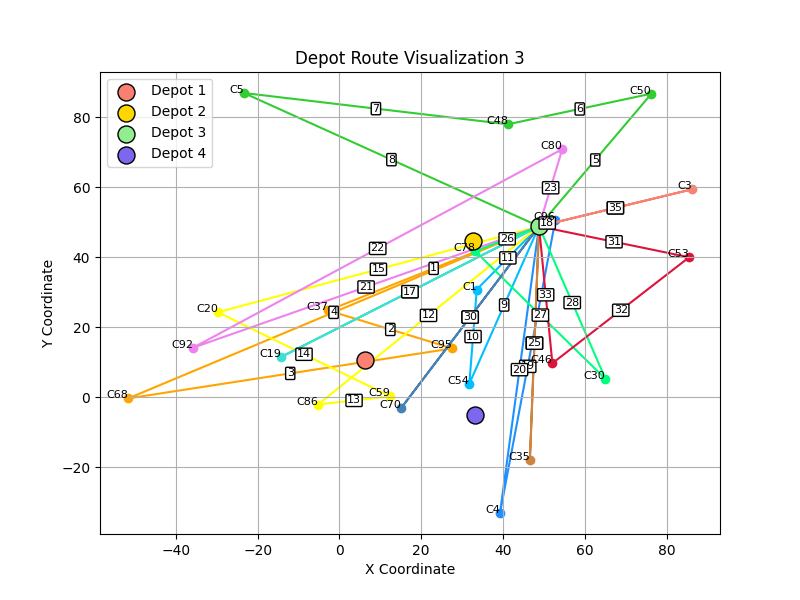 Depot Route Visualization 3
Depot 1
Depot 2
Depot 3
Depot 4
C5
C50
7
6
C48
C80
8
5
23
C3
C96
35
18
26
31
C78
22
11
C53
15
1
21
17
28
33
C1
9
C20
C37
4
12
30
27
32
2
10
C92
C19
14
C95
25
C46
3
20
C54
C30
C68
C59
C86
13
C70
C35
C4
80
60
40
20
0
−20
−40
−20
0
20
40
60
80
X Coordinate
Y Coordinate